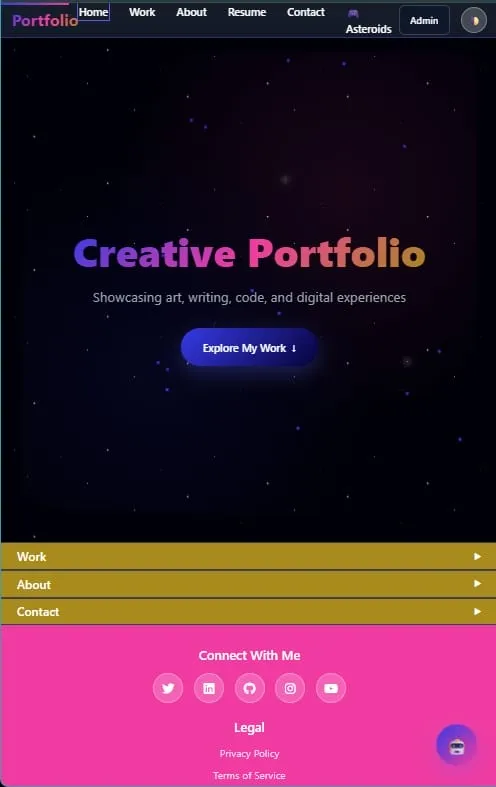 Portfolio
Home Work About Resume Contact Asteroids Admin
Creative Portfolio
Showcasing art, writing, code, and digital experiences
Explore My Work ↓
Work
About
Contact
Connect With Me
Legal
Privacy Policy
Terms of Service